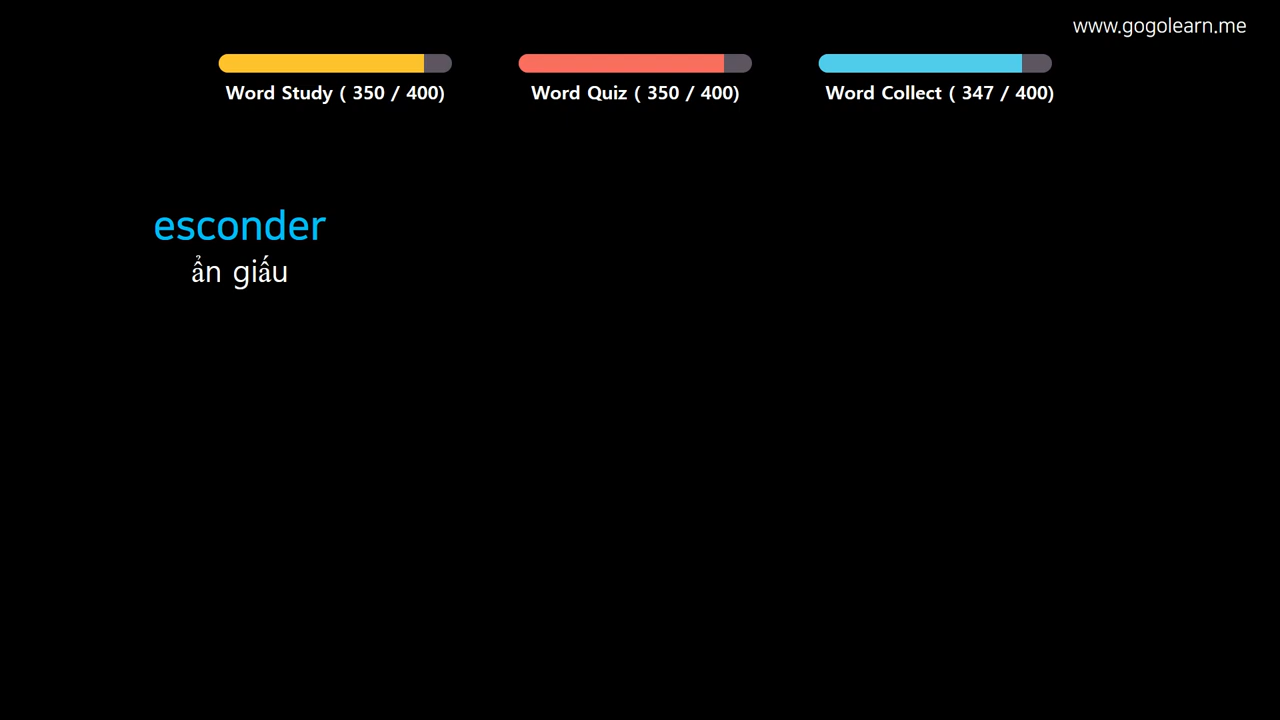 www.gogolearn.me
Word Study ( 350 / 400)
Word Quiz ( 350 / 400)
Word Collect ( 347 / 400)
esconder
ẩn giấu